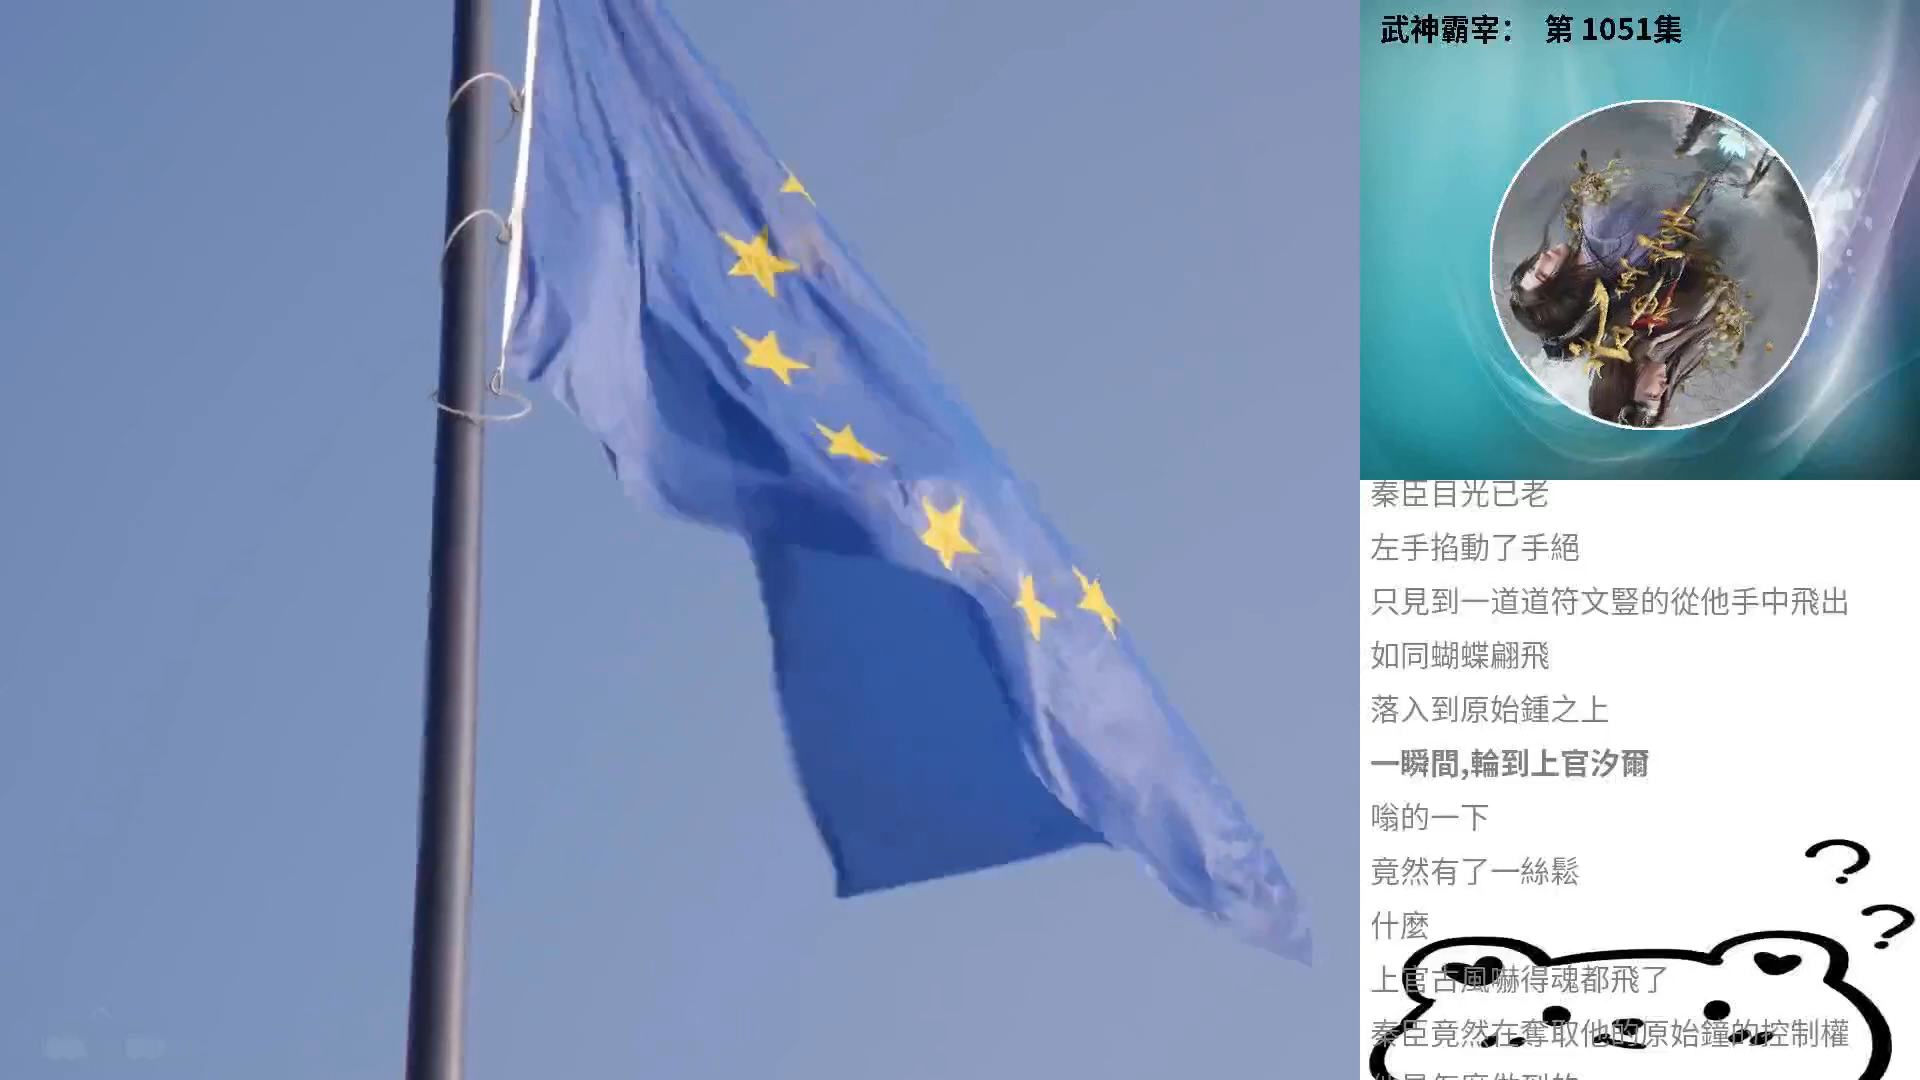 武神霸宰： 第 1051集
秦臣目光已老
左手掐動了手絕
只見到一道道符文豎的從他手中飛出
如同蝴蝶翩飛
落入到原始鍾之上
一瞬間,輪到上官汐爾
嗡的一下
竟然有了一絲鬆
什麼
上官古風嚇得魂都飛了
秦臣竟然在奪取他的原始鐘的控制權